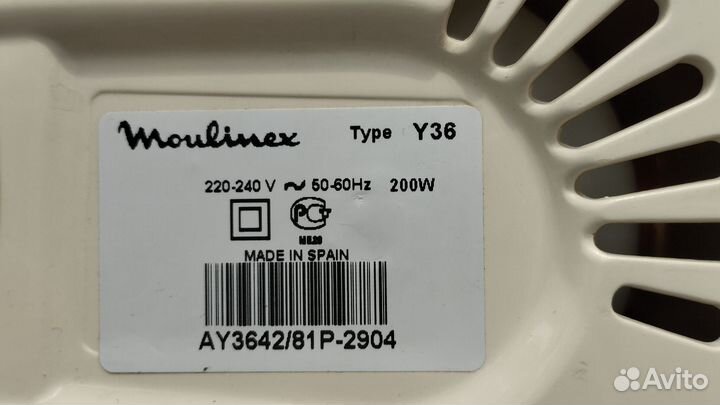 Moulinex Type Y36
220-240 V ~ 50-60Hz 200W
MADE IN SPAIN
AY3642/81P-2904
Avito